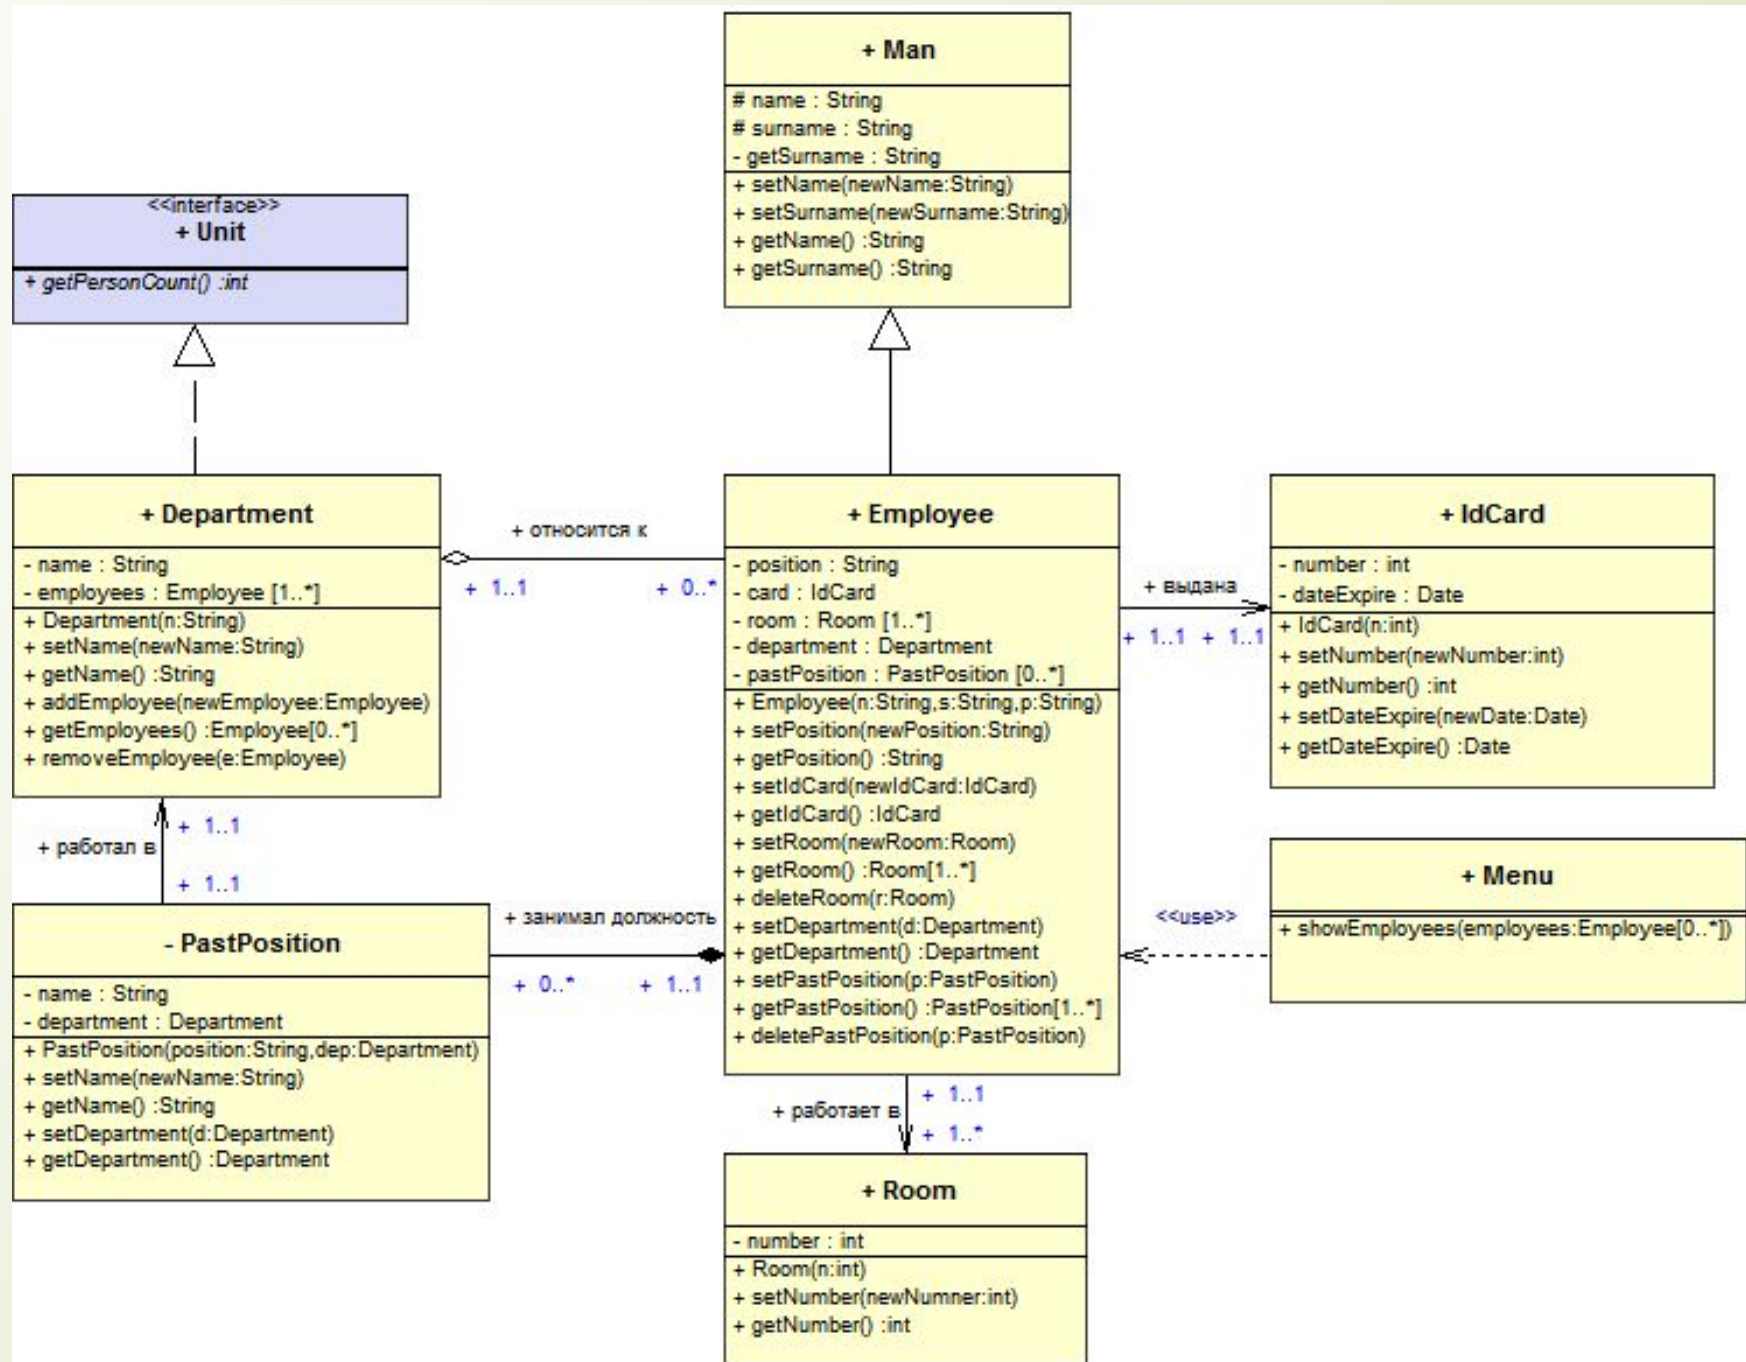 + Man
# name : String
# surname : String
- getSurname : String
+ setName(newName:String)
+ setSurname(newSurname:String)
+ getName() :String
+ getSurname() :String
<<interface>>
+ Unit
+ getPersonCount() :int
+ Department
- name : String
- employees : Employee [1..*]
+ Department(n:String)
+ setName(newName:String)
+ getName() :String
+ addEmployee(newEmployee:Employee)
+ getEmployees() :Employee[0..*]
+ removeEmployee(e:Employee)
+ относится к
+ 1..1
+ 0..*
+ Employee
- position : String
- card : IdCard
- room : Room [1..*]
- department : Department
- pastPosition : PastPosition [0..*]
+ Employee(n:String,s:String,p:String)
+ setPosition(newPosition:String)
+ getPosition() :String
+ setIdCard(newIdCard:IdCard)
+ getIdCard() :IdCard
+ setRoom(newRoom:Room)
+ getRoom() :Room[1..*]
+ deleteRoom(r:Room)
+ setDepartment(d:Department)
+ getDepartment() :Department
+ setPastPosition(p:PastPosition)
+ getPastPosition() :PastPosition[1..*]
+ deletePastPosition(p:PastPosition)
+ выдана
+ 1..1 + 1..1
+ IdCard
- number : int
- dateExpire : Date
+ IdCard(n:int)
+ setNumber(newNumber:int)
+ getNumber() :int
+ setDateExpire(newDate:Date)
+ getDateExpire() :Date
+ 1..1
+ работал в
+ 1..1
+ занимал должность
+ 0..*
+ 1..1
<<use>>
+ Menu
+ showEmployees(employees:Employee[0..*])
- PastPosition
- name : String
- department : Department
+ PastPosition(position:String,dep:Department)
+ setName(newName:String)
+ getName() :String
+ setDepartment(d:Department)
+ getDepartment() :Department
+ 1..1
+ работает в
+ 1..*
+ Room
- number : int
+ Room(n:int)
+ setNumber(newNumner:int)
+ getNumber() :int